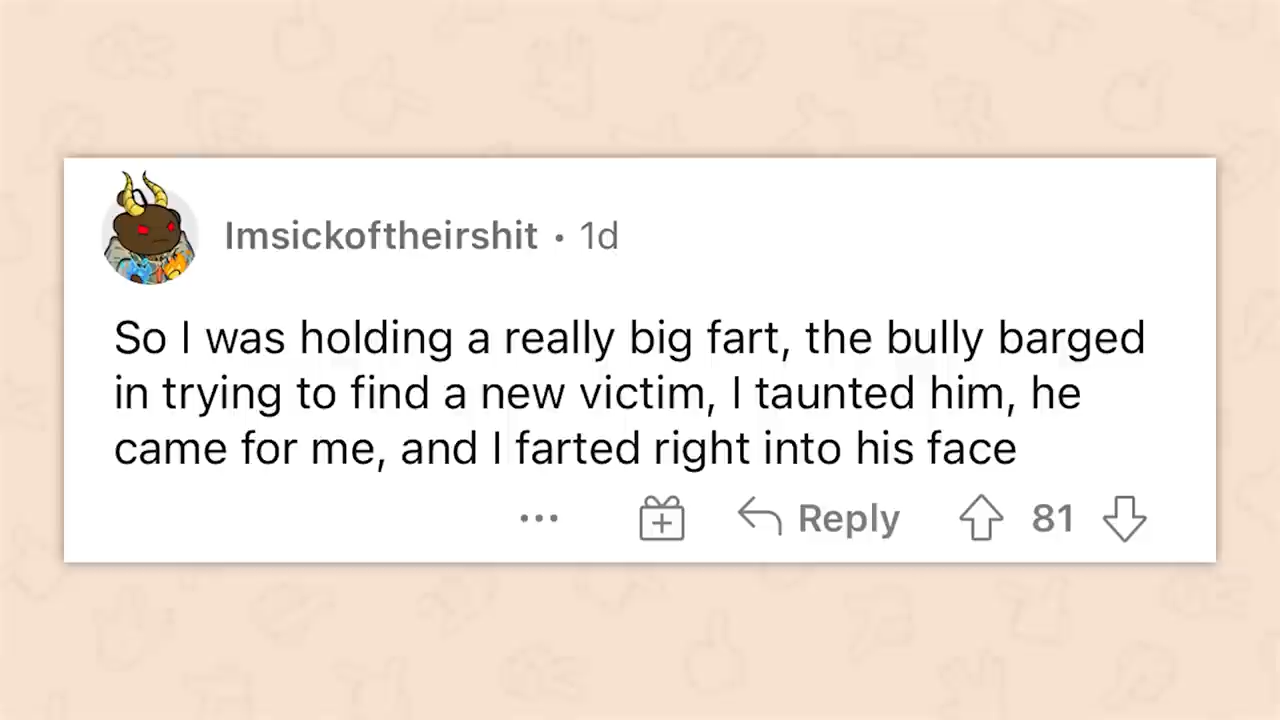 Imsickoftheirshit • 1d
So I was holding a really big fart, the bully barged
in trying to find a new victim, I taunted him, he
came for me, and I farted right into his face
... Reply 81